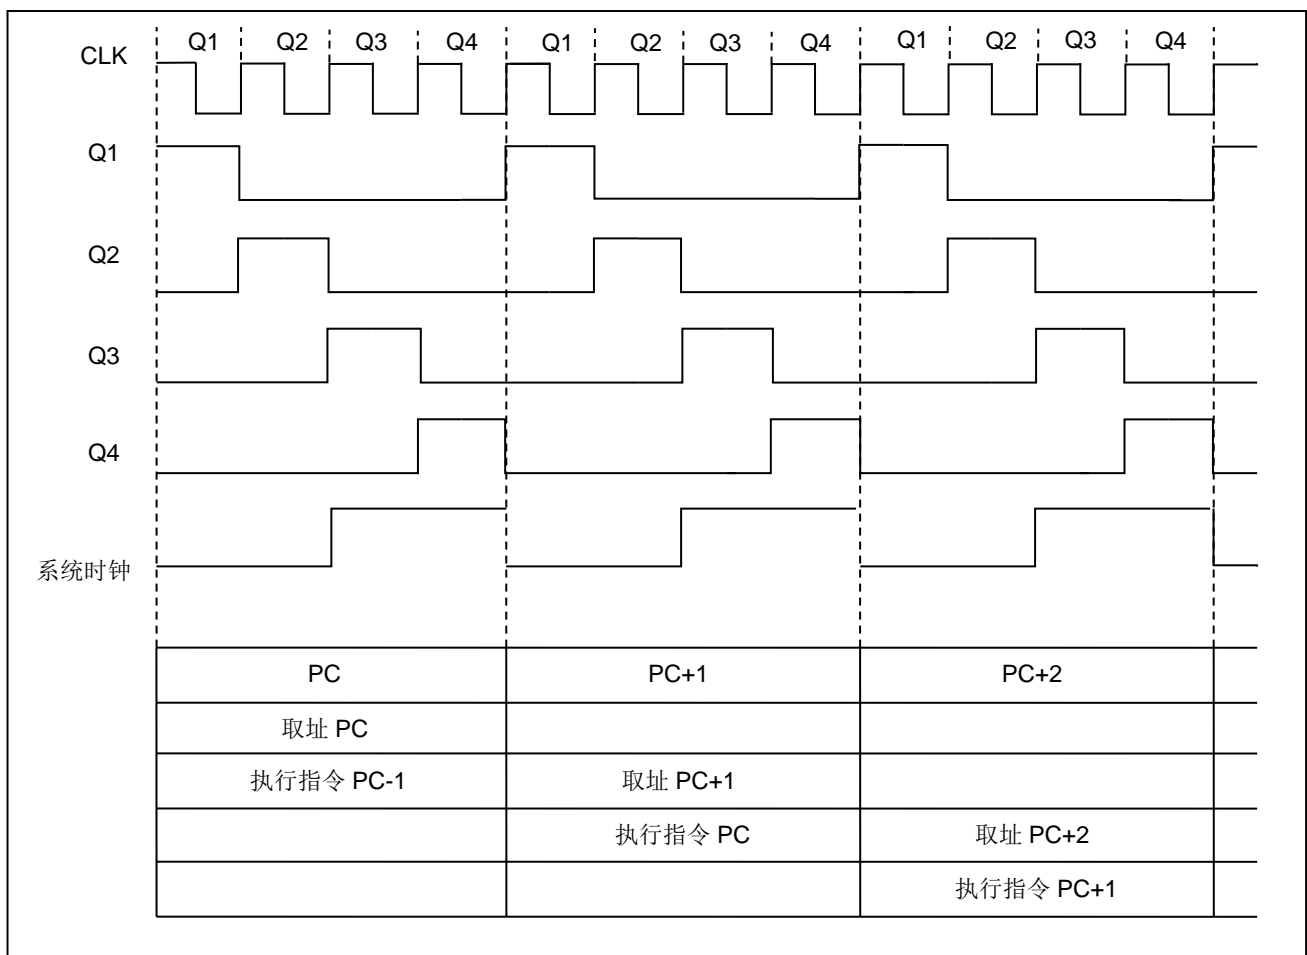 CLK Q1 Q2 Q3 Q4 Q1 Q2 Q3 Q4 Q1 Q2 Q3 Q4
Q1
Q2
Q3
Q4
系统时钟
PC PC+1 PC+2
取址 PC
执行指令 PC-1 取址 PC+1
执行指令 PC 取址 PC+2
执行指令 PC+1